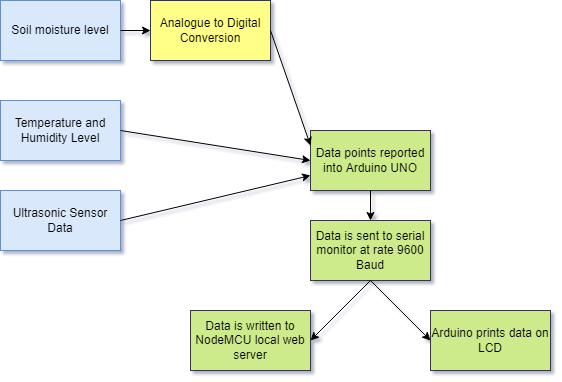 Soil moisture level
Analogue to Digital
Conversion
Temperature and
Humidity Level
Data points reported
into Arduino UNO
Ultrasonic Sensor
Data
Data is sent to serial
monitor at rate 9600
Baud
Data is written to
NodeMCU local web
server
Arduino prints data on
LCD